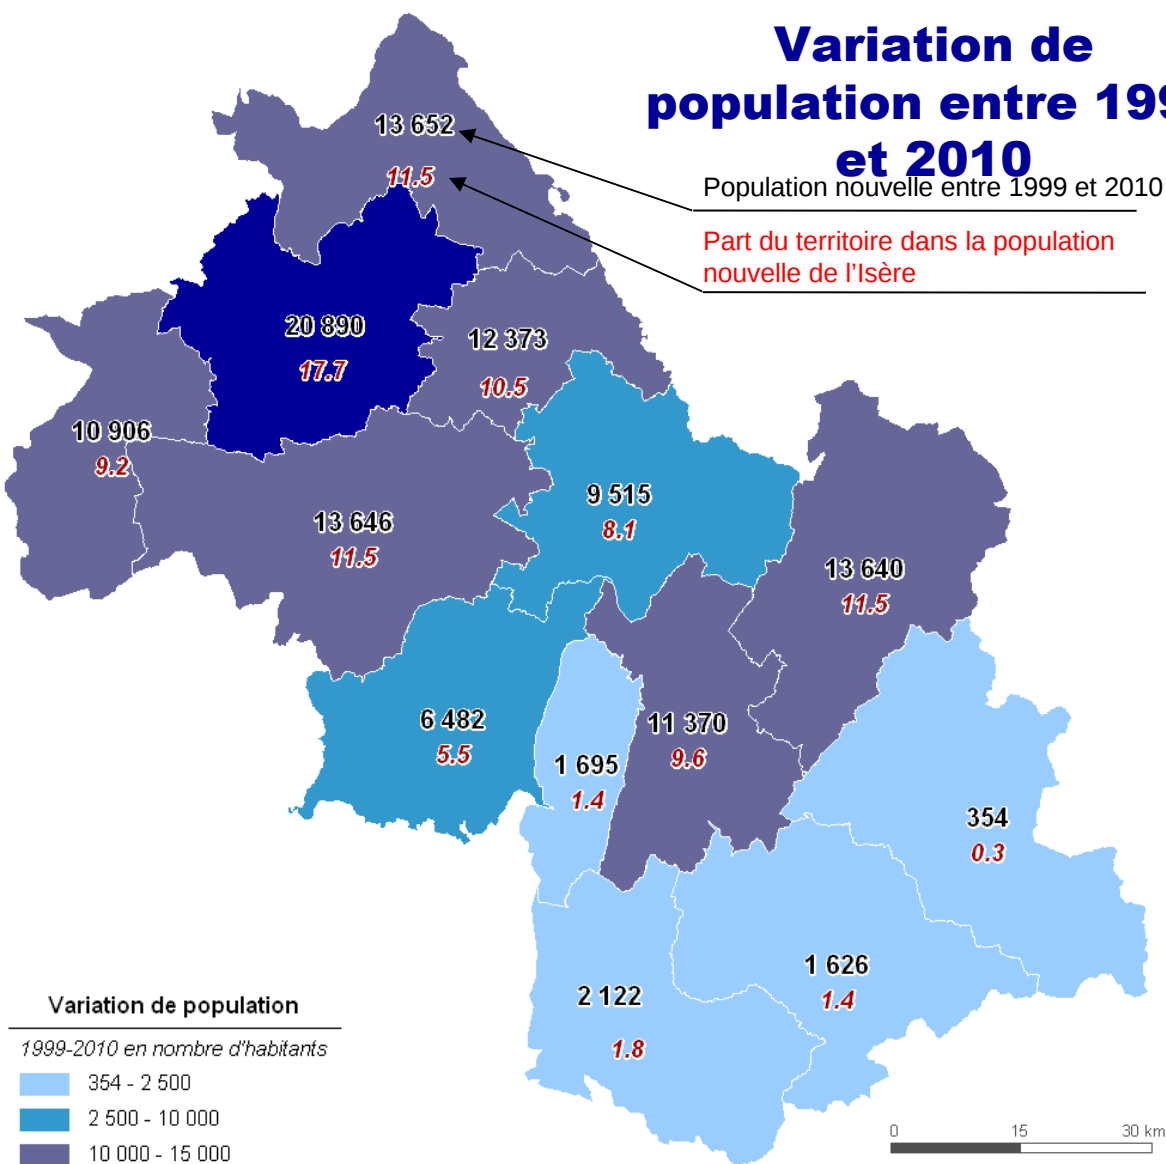 Variation de
population entre 199
et 2010
Population nouvelle entre 1999 et 2010
Part du territoire dans la population
nouvelle de l'Isère
13 652
11.5
20 890
17.7
12 373
10.5
10 906
9.2
9 515
8.1
13 646
11.5
13 640
11.5
6 482
5.5
11 370
9.6
1 695
1.4
354
0.3
1 626
1.4
2 122
1.8
Variation de population
1999-2010 en nombre d'habitants
354 - 2 500
2 500 - 10 000
10 000 - 15 000
0 15 30 km